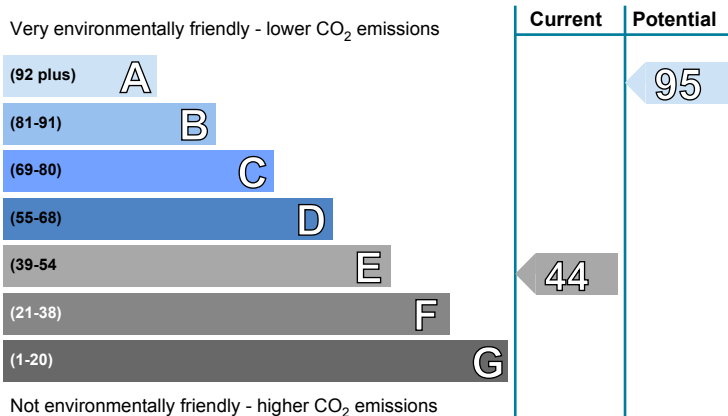 Very environmentally friendly - lower CO₂ emissions
Current
Potential
(92 plus) A
95
(81-91) B
(69-80) C
(55-68) D
(39-54 E
44
(21-38) F
(1-20) G
Not environmentally friendly - higher CO₂ emissions